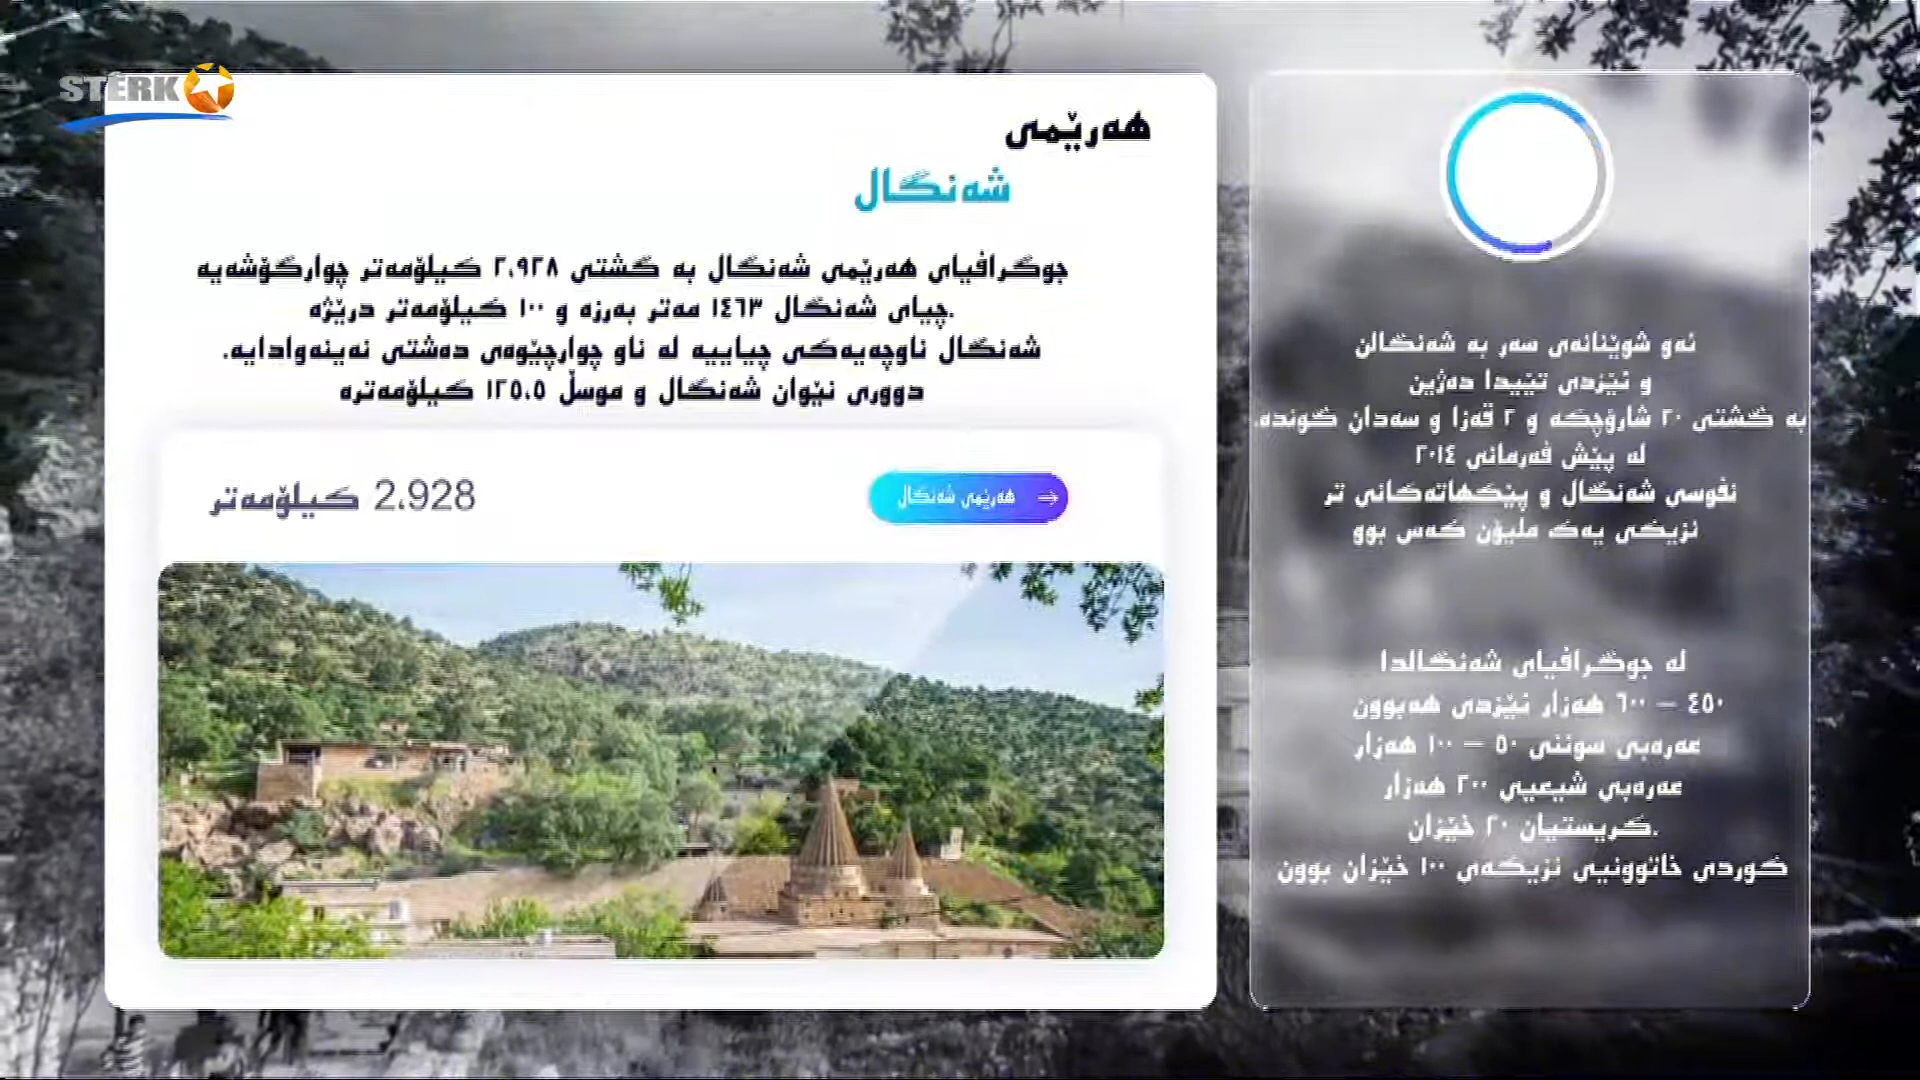 STÊRK
هەرێمی
شەنگال
جوگرافیای هەرێمی شەنگال بە گشتی ٢،٩٢٨ کیلۆمەتر چوارگۆشەیە
.چیای شەنگال ١٤٦٣ مەتر بەرزە و ١٠٠ کیلۆمەتر درێژە
شەنگال ناوچەیەکی چیاییە لە ناو چوارچێوەی دەشتی نەینەوادایە.
دووری نێوان شەنگال و موسڵ ١٢٥،٥ کیلۆمەترە
2،928 کیلۆمەتر
هەرێمی شەنگال →
ئەو شوێنانەی سەر بە شەنگالن
و ئێزدی تێیدا دەژین
بە گشتی ٢٠ شارۆچکە و ٢ قەزا و سەدان گوندە.
لە پێش فەرمانی ٢٠١٤
نفوسی شەنگال و پێکهاتەکانی تر
نزیکی یەک ملیۆن کەس بوو
لە جوگرافیای شەنگالدا
٤٥٠ – ٦٠٠ هەزار ئێزدی هەبوون
عەرەبی سوننی ٥٠ – ١٠٠ هەزار
عەرەبی شیعیی ٢٠٠ هەزار
.کریستیان ٢٠ خێزان
کوردی خاتوونیی نزیکەی ١٠٠ خێزان بوون